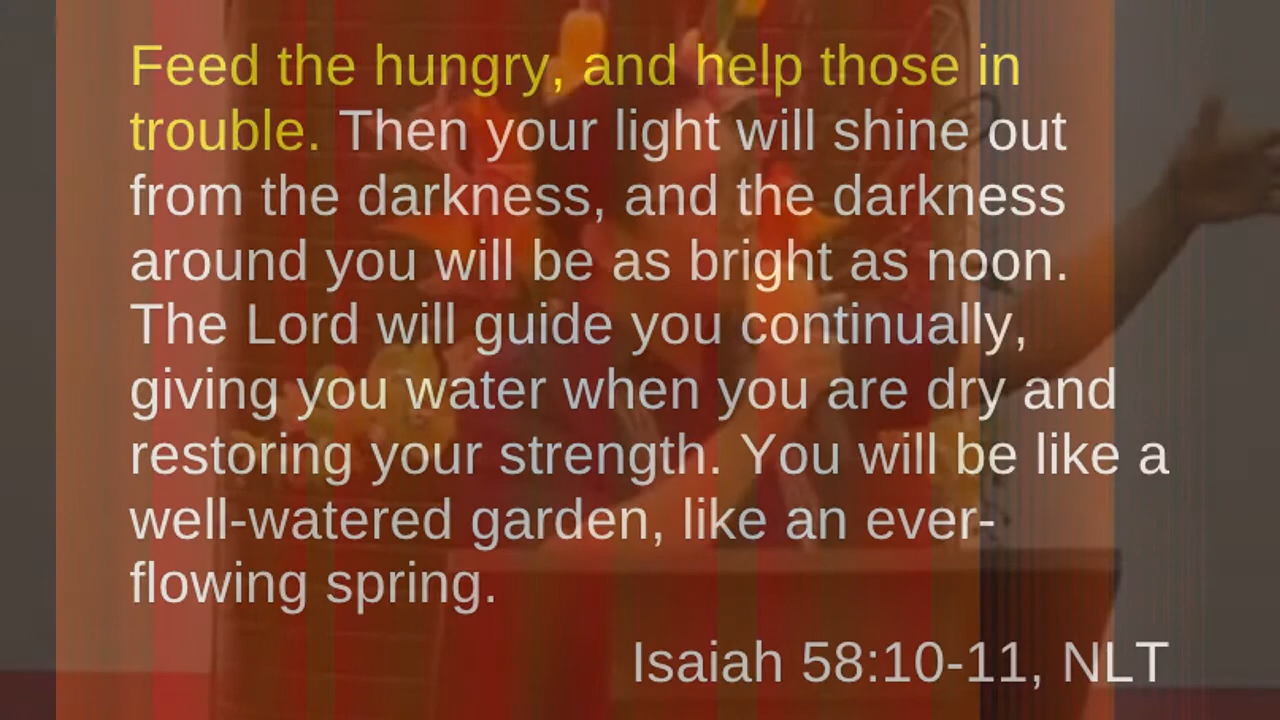 Feed the hungry, and help those in
trouble. Then your light will shine out
from the darkness, and the darkness
around you will be as bright as noon.
The Lord will guide you continually,
giving you water when you are dry and
restoring your strength. You will be like a
well-watered garden, like an ever-
flowing spring.
Isaiah 58:10-11, NLT